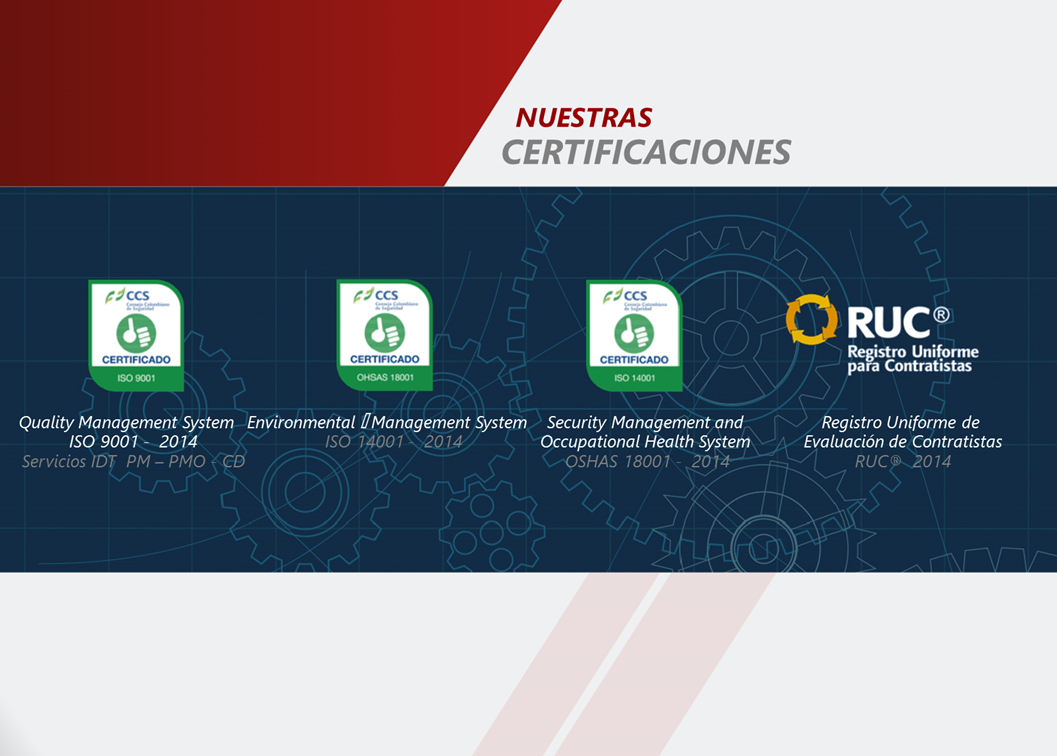 NUESTRAS
CERTIFICACIONES
CCS
Consejo Colombiano
de Seguridad
CERTIFICADO
ISO 9001
CCS
Consejo Colombiano
de Seguridad
CERTIFICADO
OHSAS 18001
CCS
Consejo Colombiano
de Seguridad
CERTIFICADO
ISO 14001
RUC®
Registro Uniforme
para Contratistas
Quality Management System
ISO 9001 - 2014
Servicios IDT PM – PMO - CD
Environmental Management System
ISO 14001 - 2014
Security Management and
Occupational Health System
OSHAS 18001 - 2014
Registro Uniforme de
Evaluación de Contratistas
RUC® 2014